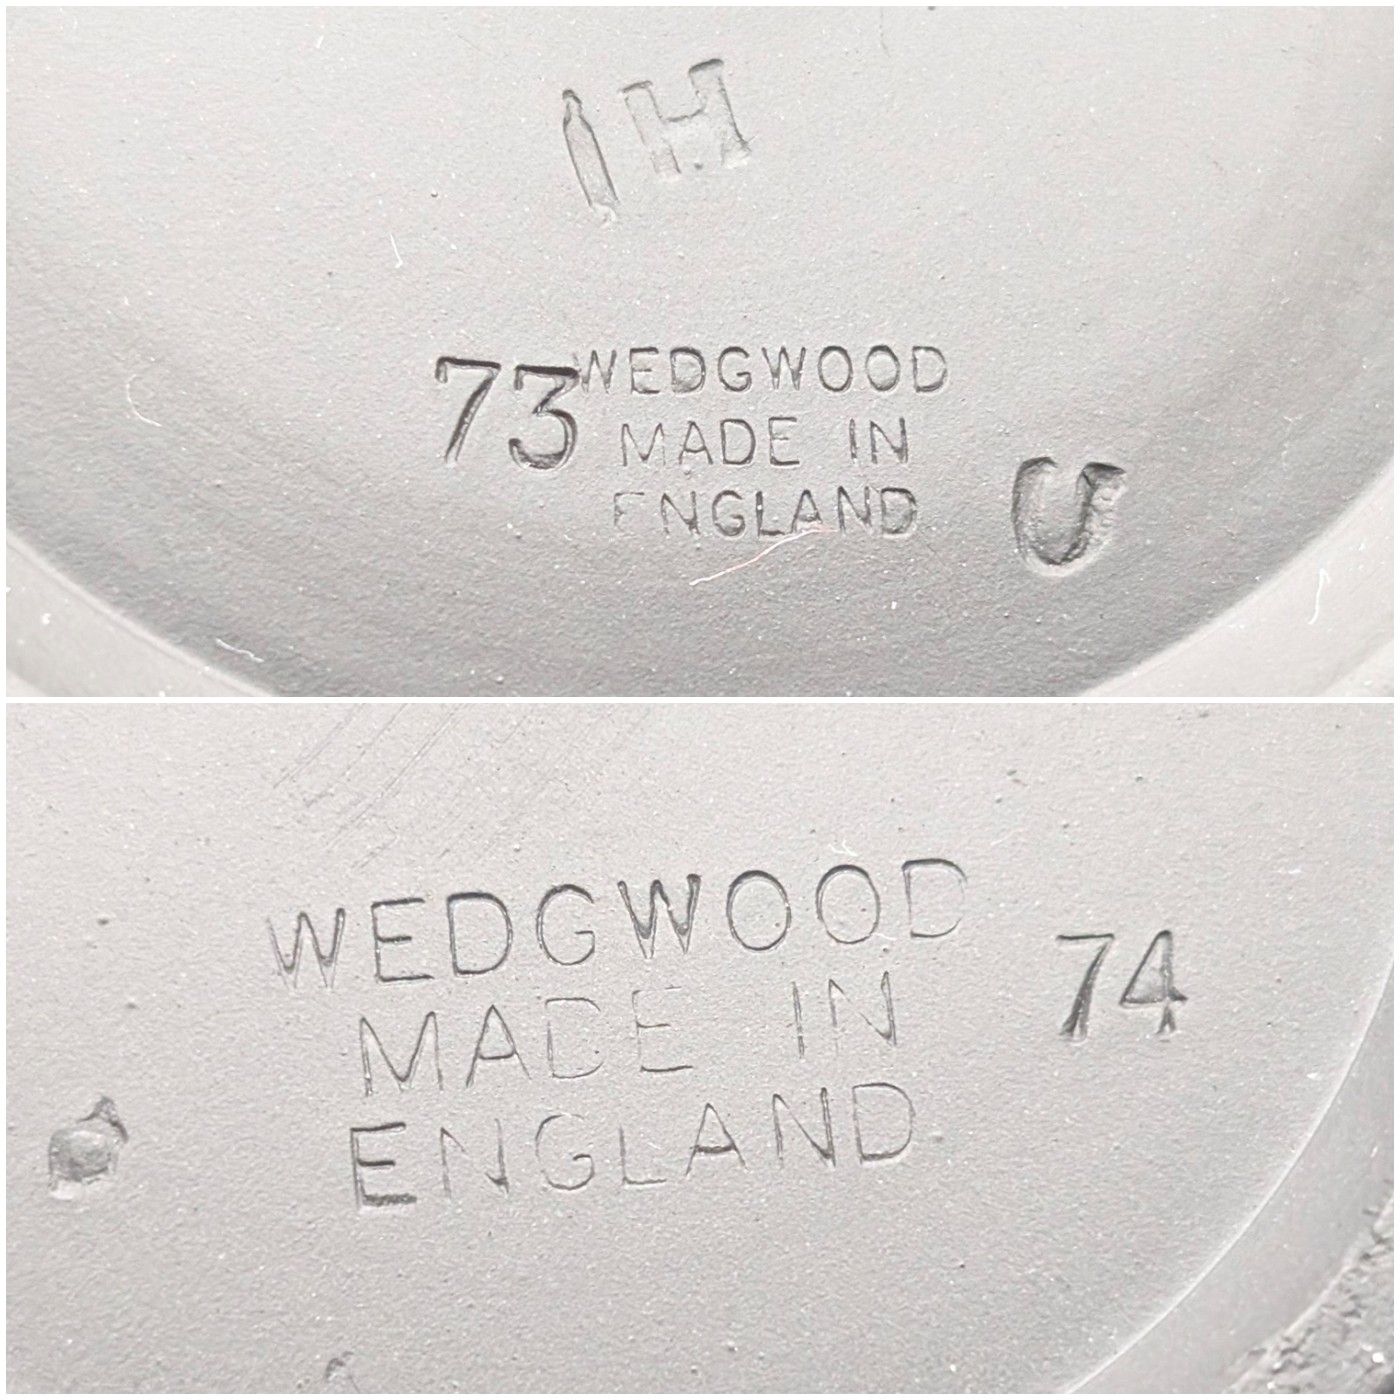 IH
73 WEDGWOOD
MADE IN
ENGLAND
U
WEDGWOOD 74
MADE IN
ENGLAND